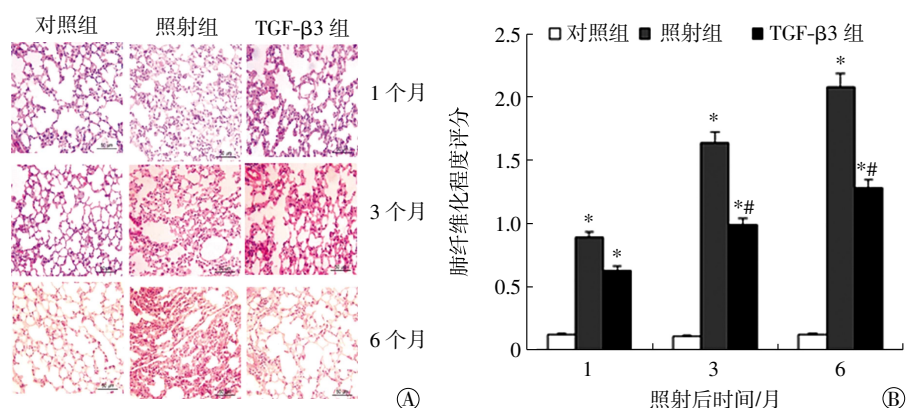 对照组 照射组 TGF-β3 组
1 个月
3 个月
6 个月
Ⓐ
肺纤维化程度评分
2.5
2.0
1.5
1.0
0.5
0
对照组 照射组 TGF-β3 组
* *
* *#
* *#
1 3 6
照射后时间/月
Ⓑ